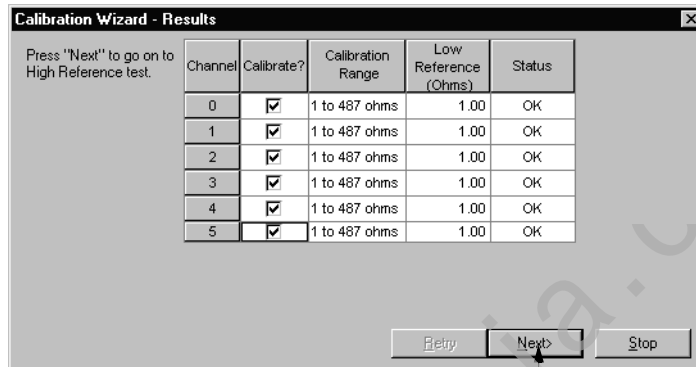 Calibration Wizard - Results
Press "Next" to go on to
High Reference test.
Channel Calibrate? Calibration Range Low Reference (Ohms) Status
0 1 to 487 ohms 1.00 OK
1 1 to 487 ohms 1.00 OK
2 1 to 487 ohms 1.00 OK
3 1 to 487 ohms 1.00 OK
4 1 to 487 ohms 1.00 OK
5 1 to 487 ohms 1.00 OK
Retry Next> Stop